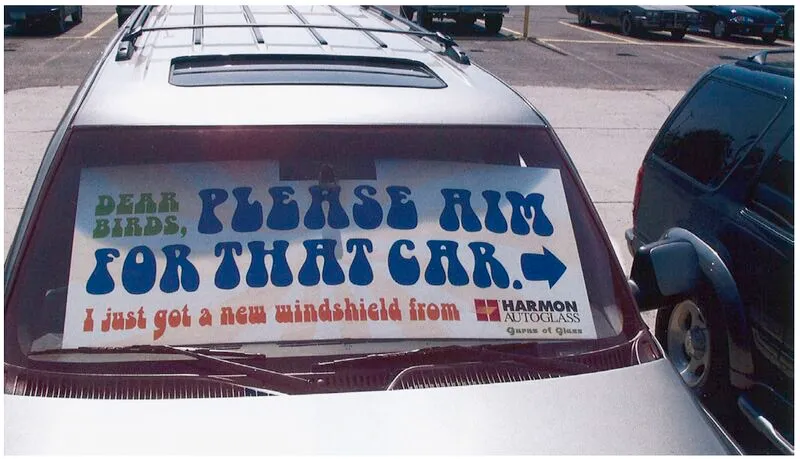 DEAR BIRDS, PLEASE AIM
FOR THAT CAR.
I just got a new windshield from
HARMON
AUTOGLASS
Gurus of Glass